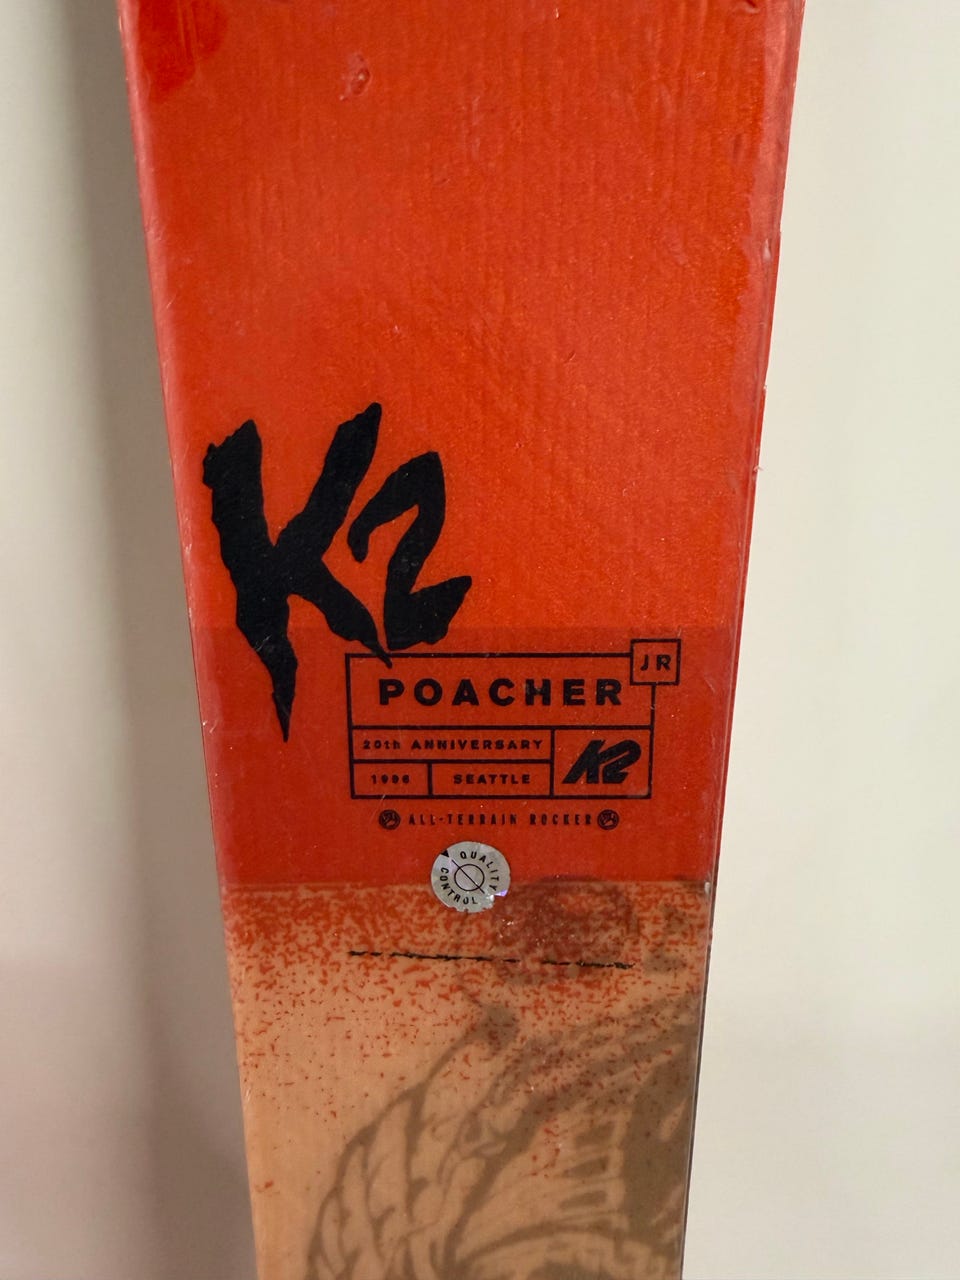 K2
JR
POACHER
20th ANNIVERSARY
1996
SEATTLE
K2
ALL-TERRAIN ROCKER
QUALITY
CONTROL